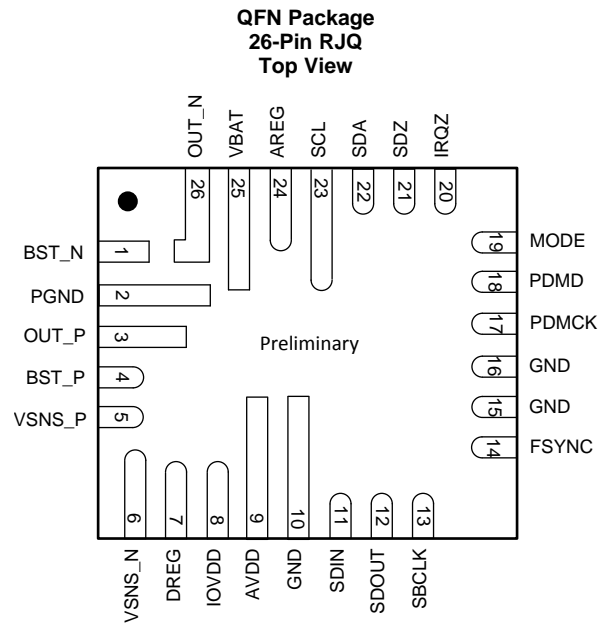 QFN Package
26-Pin RJQ
Top View
OUT_N
VBAT
AREG
SCL
SDA
SDZ
IRQZ
26
25
24
23
22
21
20
BST_N
1
PGND
2
OUT_P
3
BST_P
4
VSNS_P
5
19
MODE
18
PDMD
17
PDMCK
16
GND
15
GND
14
FSYNC
Preliminary
6
7
8
9
10
11
12
13
VSNS_N
DREG
IOVDD
AVDD
GND
SDIN
SDOUT
SBCLK